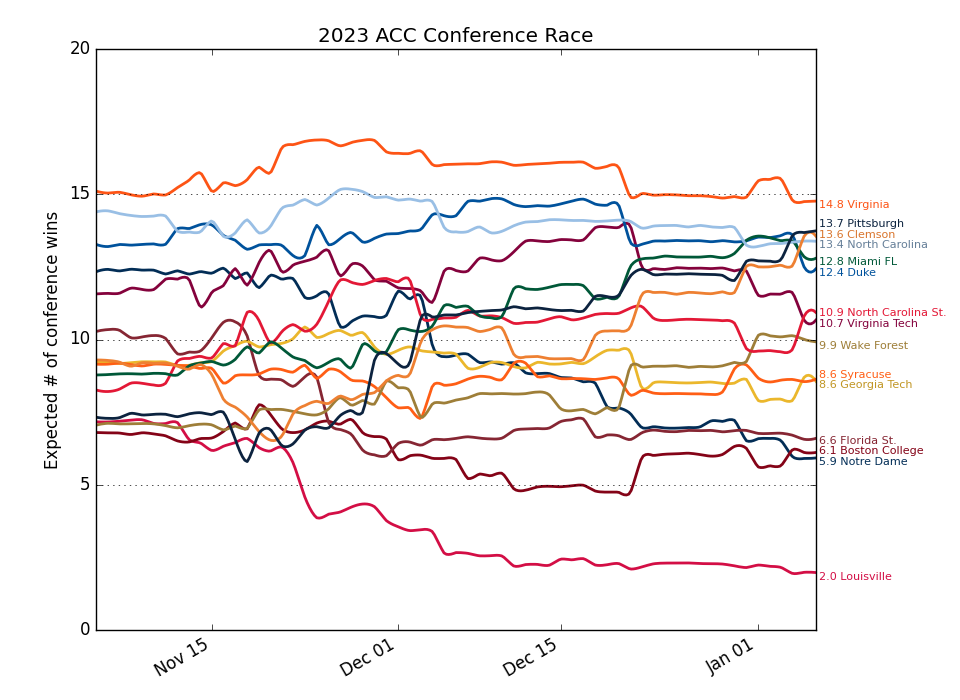 2023 ACC Conference Race
Expected # of conference wins
20
15
10
5
0
Nov 15
Dec 01
Dec 15
Jan 01
14.8 Virginia
13.7 Pittsburgh
13.6 Clemson
13.4 North Carolina
12.8 Miami FL
12.4 Duke
10.9 North Carolina St.
10.7 Virginia Tech
9.9 Wake Forest
8.6 Syracuse
8.6 Georgia Tech
6.6 Florida St.
6.1 Boston College
5.9 Notre Dame
2.0 Louisville